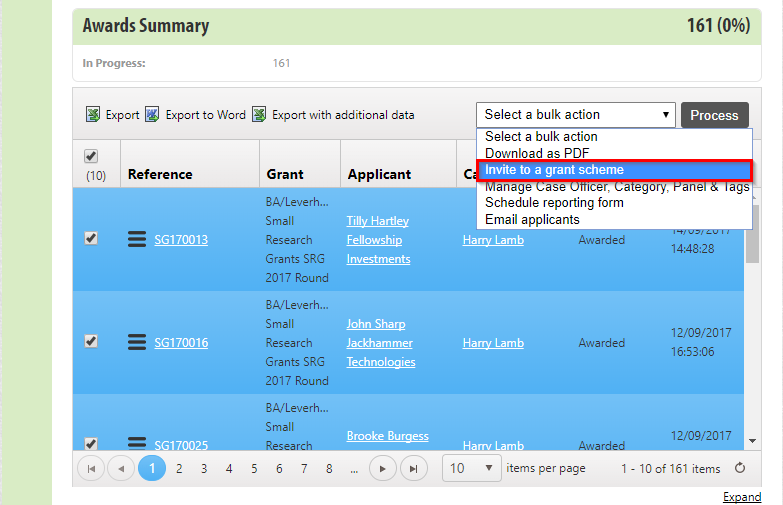 Awards Summary 161 (0%)
In Progress: 161
Export Export to Word Export with additional data Select a bulk action Process
Select a bulk action
Download as PDF
Invite to a grant scheme
Manage Case Officer, Category, Panel & Tags
Schedule reporting form
Email applicants
(10) Reference Grant Applicant
SG170013
BA/Leverh...
Small
Research
Grants SRG
2017 Round
Tilly Hartley
Fellowship
Investments
Harry Lamb
Awarded
14/09/2017
14:48:28
SG170016
BA/Leverh...
Small
Research
Grants SRG
2017 Round
John Sharp
Jackhammer
Technologies
Harry Lamb
Awarded
12/09/2017
16:53:06
SG170025
BA/Leverh...
Small
Research
Brooke Burgess
Harry Lamb
Awarded
12/09/2017
1 2 3 4 5 6 7 8 ... 10 items per page 1 - 10 of 161 items
Expand